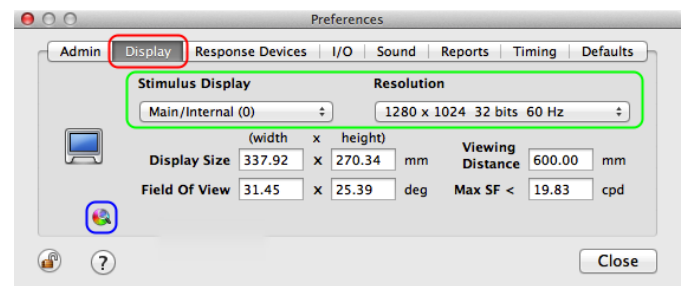 Preferences
Admin Display Response Devices I/O Sound Reports Timing Defaults
Stimulus Display Resolution
Main/Internal (0) 1280 x 1024 32 bits 60 Hz
(width x height)
Display Size 337.92 x 270.34 mm Viewing Distance 600.00 mm
Field Of View 31.45 x 25.39 deg Max SF < 19.83 cpd
? Close